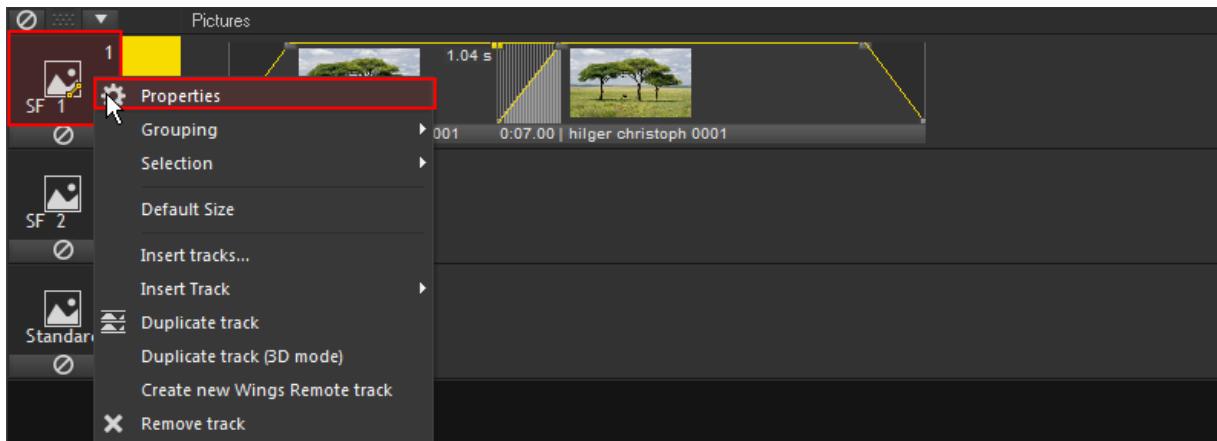 Pictures
1
1.04 s
SF 1
Properties
Grouping
001 0:07.00 | hilger christoph 0001
Selection
SF 2
Default Size
Insert tracks...
Insert Track
Standar
Duplicate track
Duplicate track (3D mode)
Create new Wings Remote track
Remove track